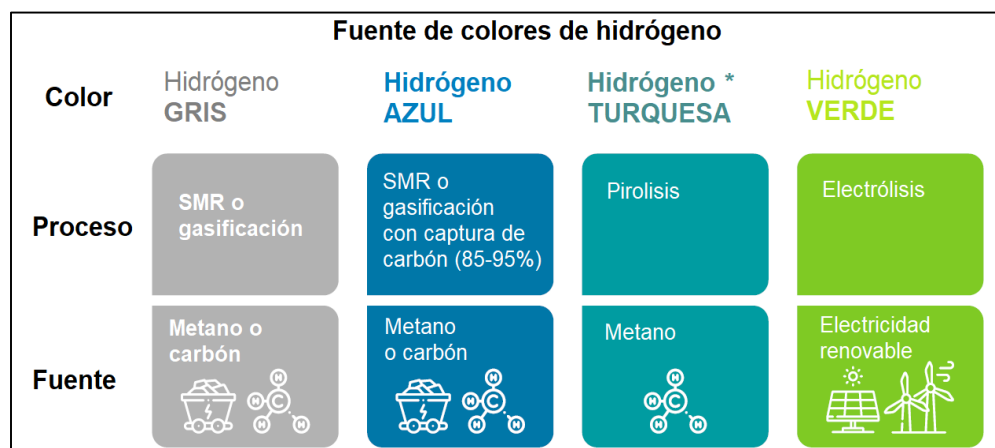 Fuente de colores de hidrógeno
Color
Hidrógeno
GRIS
Hidrógeno
AZUL
Hidrógeno *
TURQUESA
Hidrógeno
VERDE
Proceso
SMR o
gasificación
SMR o
gasificación
con captura de
carbón (85-95%)
Pirolisis
Electrólisis
Fuente
Metano o
carbón
H
H
C
H
H
Metano
o carbón
H
H
C
H
H
Metano
H
H
C
H
H
Electricidad
renovable